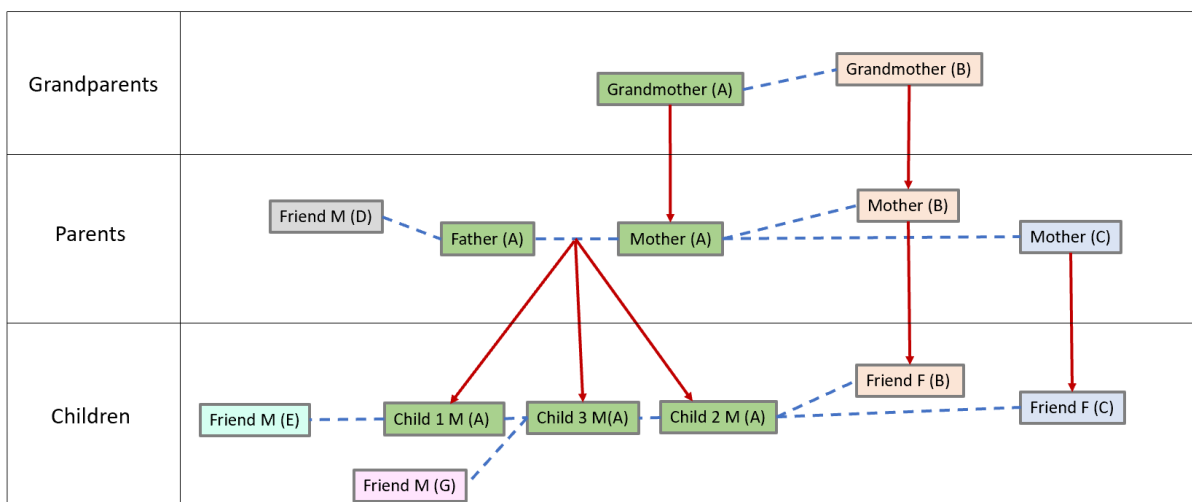 Grandparents
Grandmother (A)
Grandmother (B)
Parents
Friend M (D)
Father (A)
Mother (A)
Mother (B)
Mother (C)
Children
Friend M (E)
Child 1 M (A)
Child 3 M(A)
Child 2 M (A)
Friend F (B)
Friend F (C)
Friend M (G)